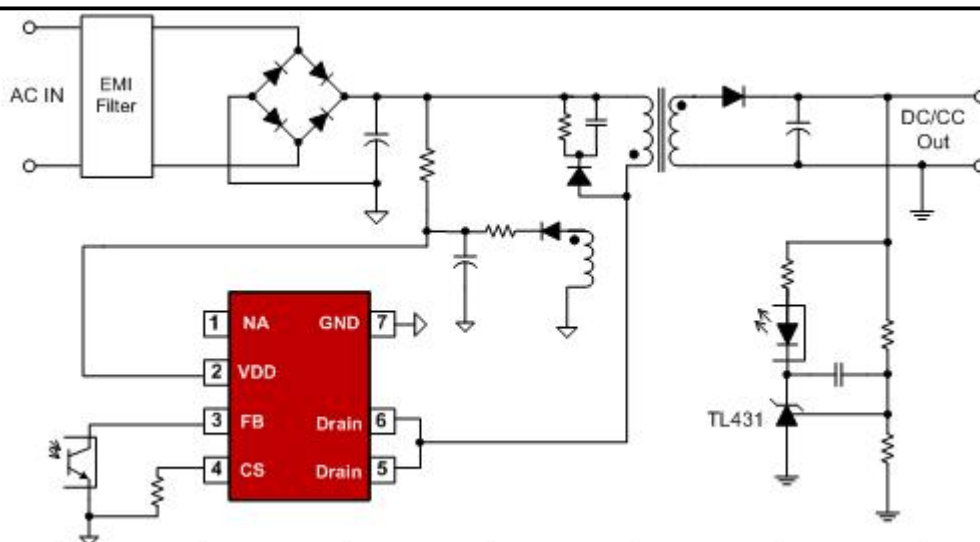 AC IN
EMI
Filter
DC/CC
Out
1 NA
GND 7
2 VDD
3 FB
Drain 6
4 CS
Drain 5
TL431